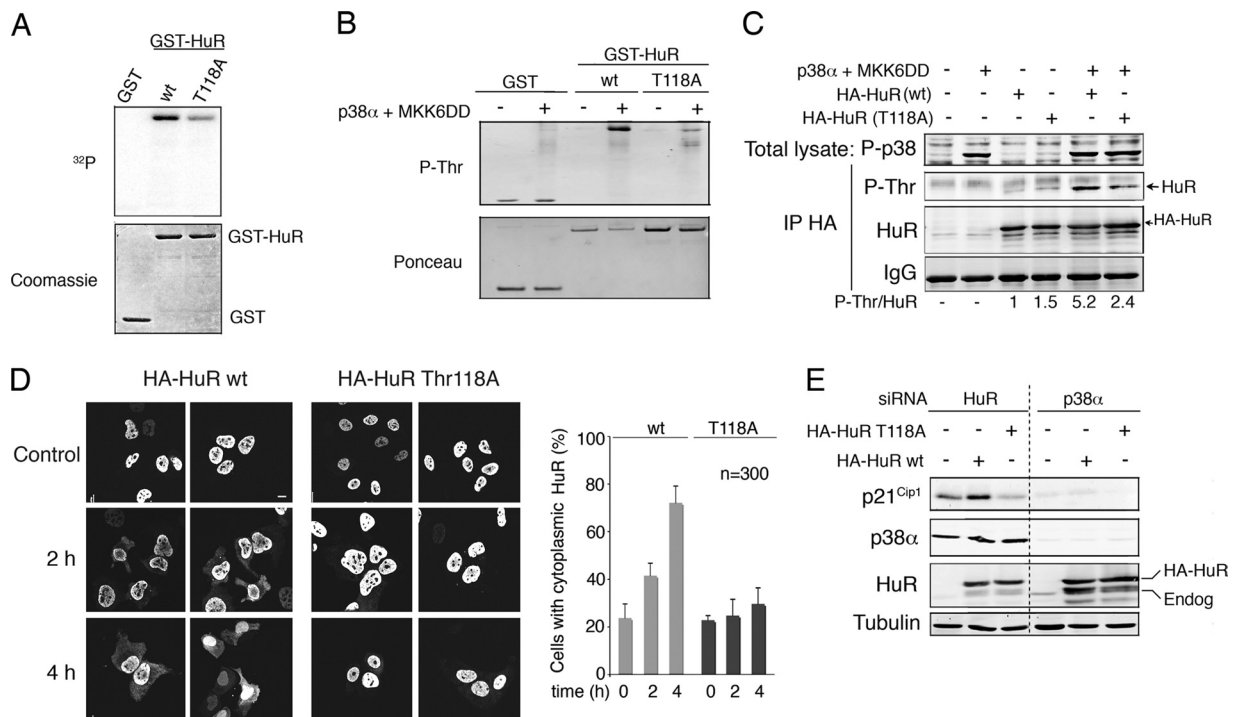 A
GST-HuR
GST
wt
T118A
32P
Coomassie
GST-HuR
GST
B
GST-HuR
GST
wt
T118A
p38α + MKK6DD
- + - + - +
P-Thr
Ponceau
C
p38α + MKK6DD - + - - + +
HA-HuR (wt) - - + - + -
HA-HuR (T118A) - - - + - +
Total lysate: P-p38
IP HA
P-Thr
HuR
HuR
HA-HuR
IgG
P-Thr/HuR - - 1 1.5 5.2 2.4
D
HA-HuR wt
HA-HuR Thr118A
Control
2 h
4 h
Cells with cytoplasmic HuR (%)
100
80
60
40
20
0
wt
T118A
n=300
time (h) 0 2 4 0 2 4
E
siRNA
HuR
p38α
HA-HuR T118A - - + - - +
HA-HuR wt - + - - + -
p21Cip1
p38α
HuR
HA-HuR
Endog
Tubulin